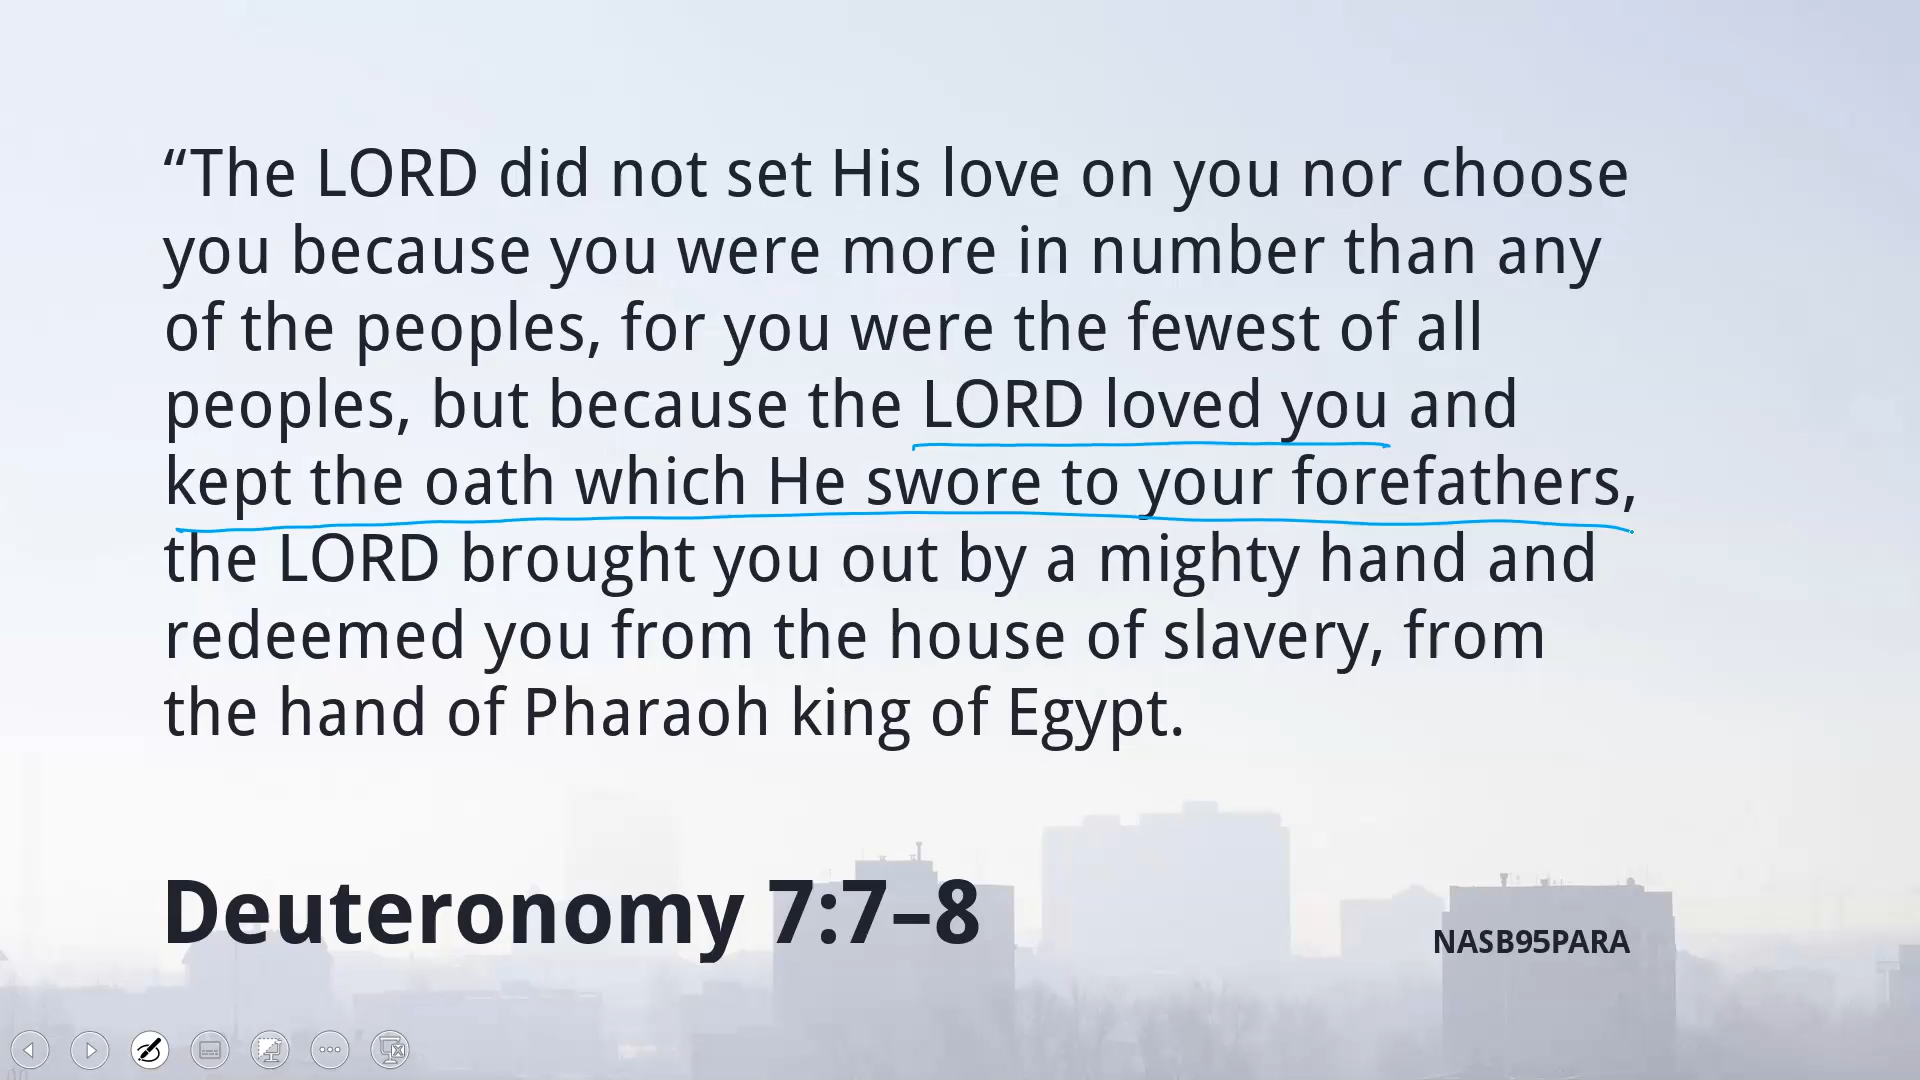 “The LORD did not set His love on you nor choose
you because you were more in number than any
of the peoples, for you were the fewest of all
peoples, but because the LORD loved you and
kept the oath which He swore to your forefathers,
the LORD brought you out by a mighty hand and
redeemed you from the house of slavery, from
the hand of Pharaoh king of Egypt.
Deuteronomy 7:7–8
NASB95PARA